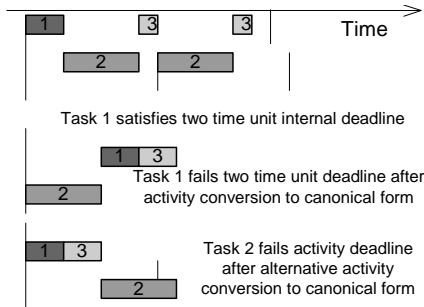 Time
1 3 3
2 2
Task 1 satisfies two time unit internal deadline
1 3
Task 1 fails two time unit deadline after
activity conversion to canonical form
2
1 3
Task 2 fails activity deadline
after alternative activity
conversion to canonical form
2